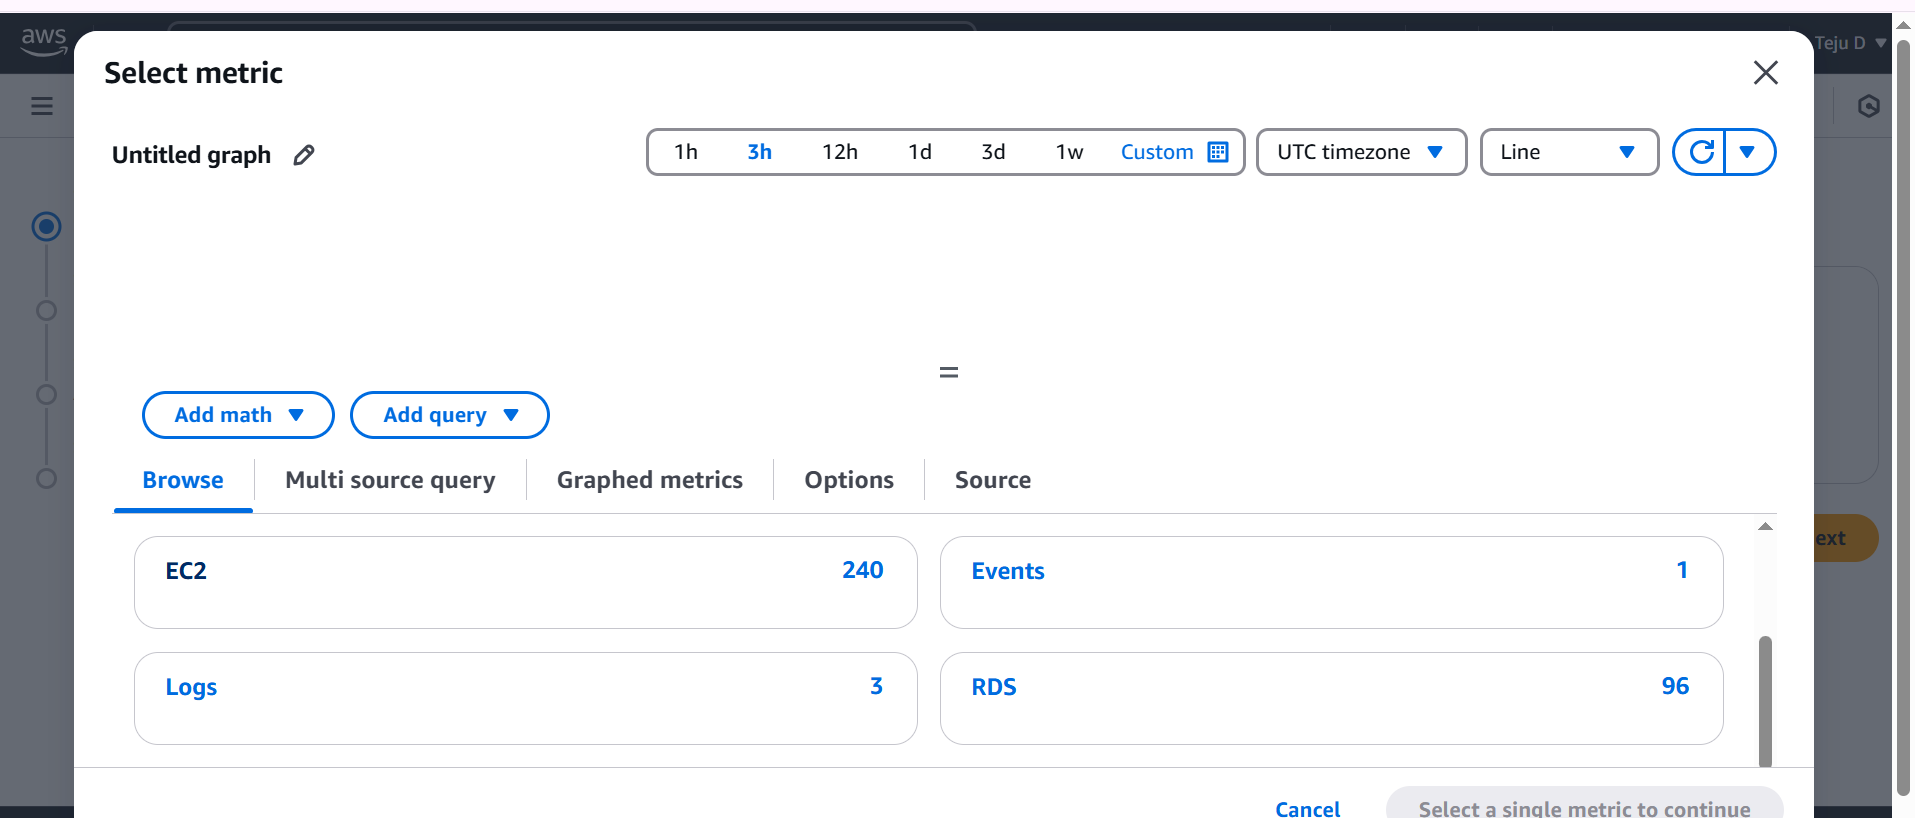 aws
Teju D
Select metric
Untitled graph
1h 3h 12h 1d 3d 1w Custom UTC timezone Line
Add math Add query
Browse Multi source query Graphed metrics Options Source
EC2 240 Events 1
ext
Logs 3 RDS 96
Cancel Select a single metric to continue